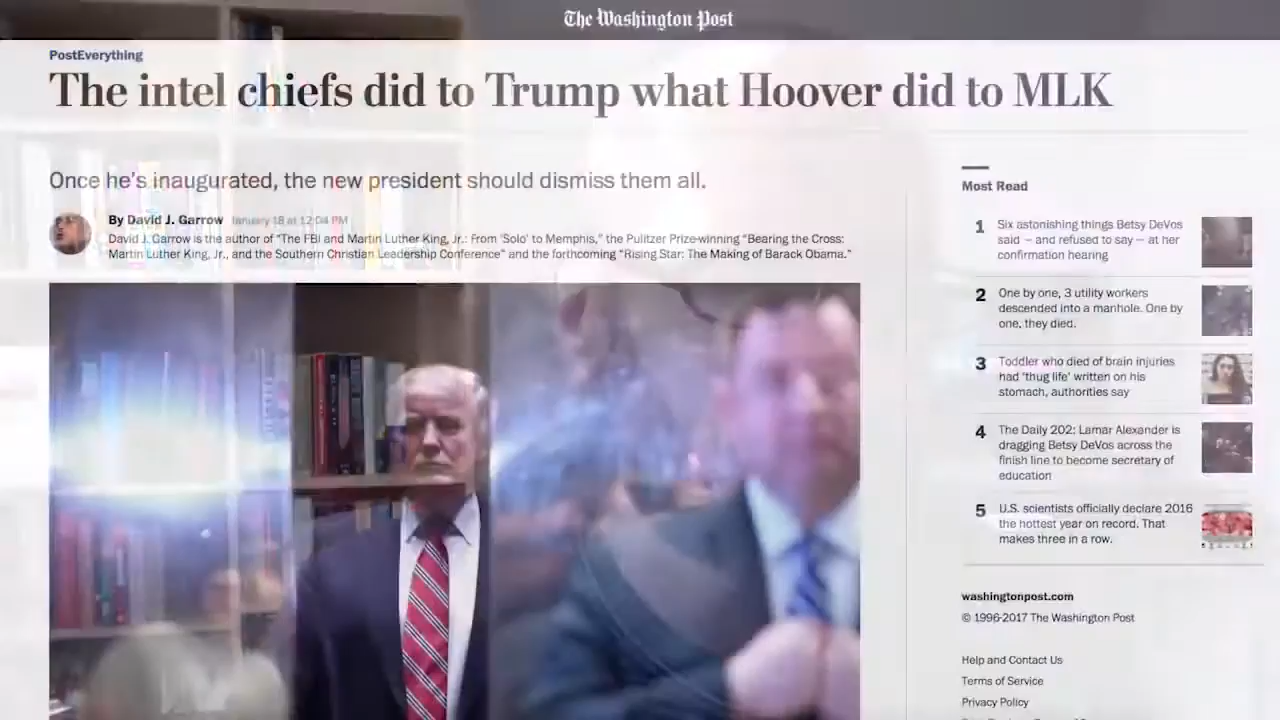 The Washington Post
PostEverything
The intel chiefs did to Trump what Hoover did to MLK
Once he's inaugurated, the new president should dismiss them all.
By David J. Garrow January 18 at 12:04 PM
David J. Garrow is the author of "The FBI and Martin Luther King, Jr.: From 'Solo' to Memphis," the Pulitzer Prize-winning "Bearing the Cross:
Martin Luther King, Jr., and the Southern Christian Leadership Conference" and the forthcoming "Rising Star: The Making of Barack Obama."
Most Read
1 Six astonishing things Betsy DeVos
said — and refused to say — at her
confirmation hearing
2 One by one, 3 utility workers
descended into a manhole. One by
one, they died.
3 Toddler who died of brain injuries
had 'thug life' written on his
stomach, authorities say
4 The Daily 202: Lamar Alexander is
dragging Betsy DeVos across the
finish line to become secretary of
education
5 U.S. scientists officially declare 2016
the hottest year on record. That
makes three in a row.
washingtonpost.com
© 1996-2017 The Washington Post
Help and Contact Us
Terms of Service
Privacy Policy